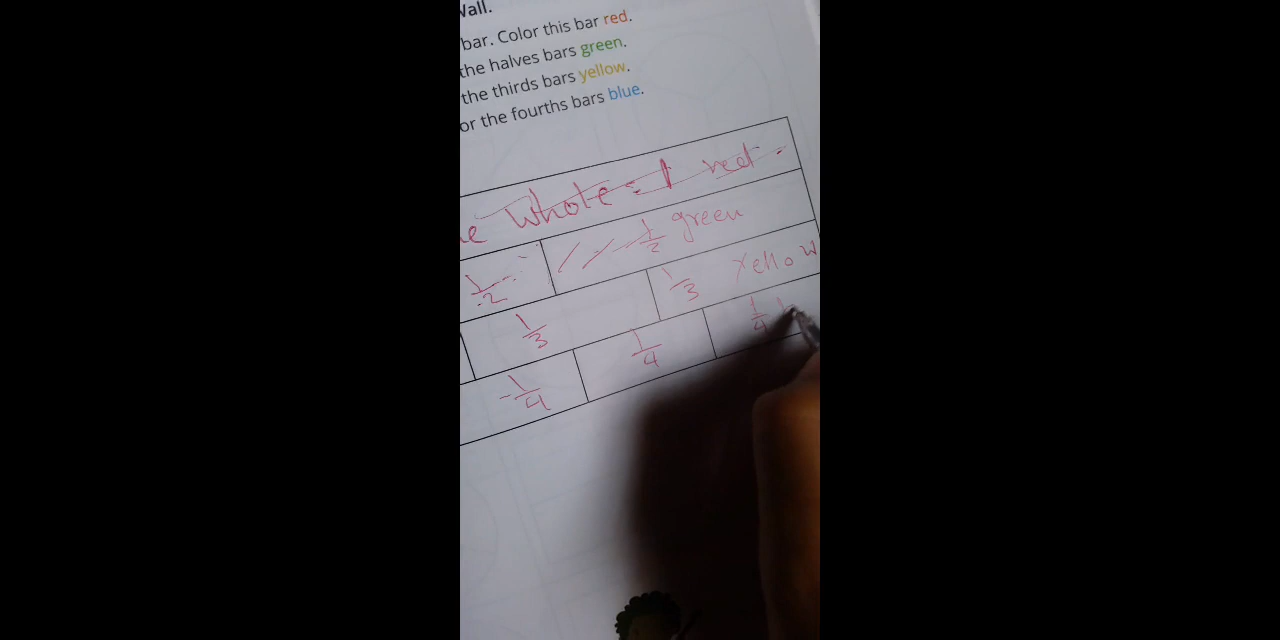 Wall.
bar. Color this bar red.
the halves bars green.
the thirds bars yellow.
or the fourths bars blue.
e Whole = 1 red.
1/2 1/2 green
1/3 1/3 Yellow
1/4 1/4 1/4